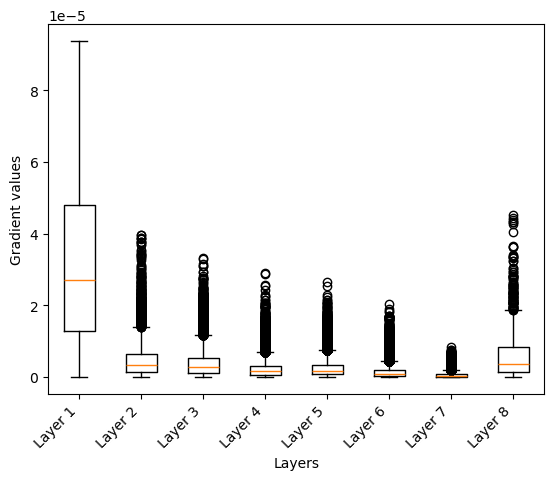 1e−5
8
6
4
2
0
Gradient values
Layer 1
Layer 2
Layer 3
Layer 4
Layer 5
Layer 6
Layer 7
Layer 8
Layers